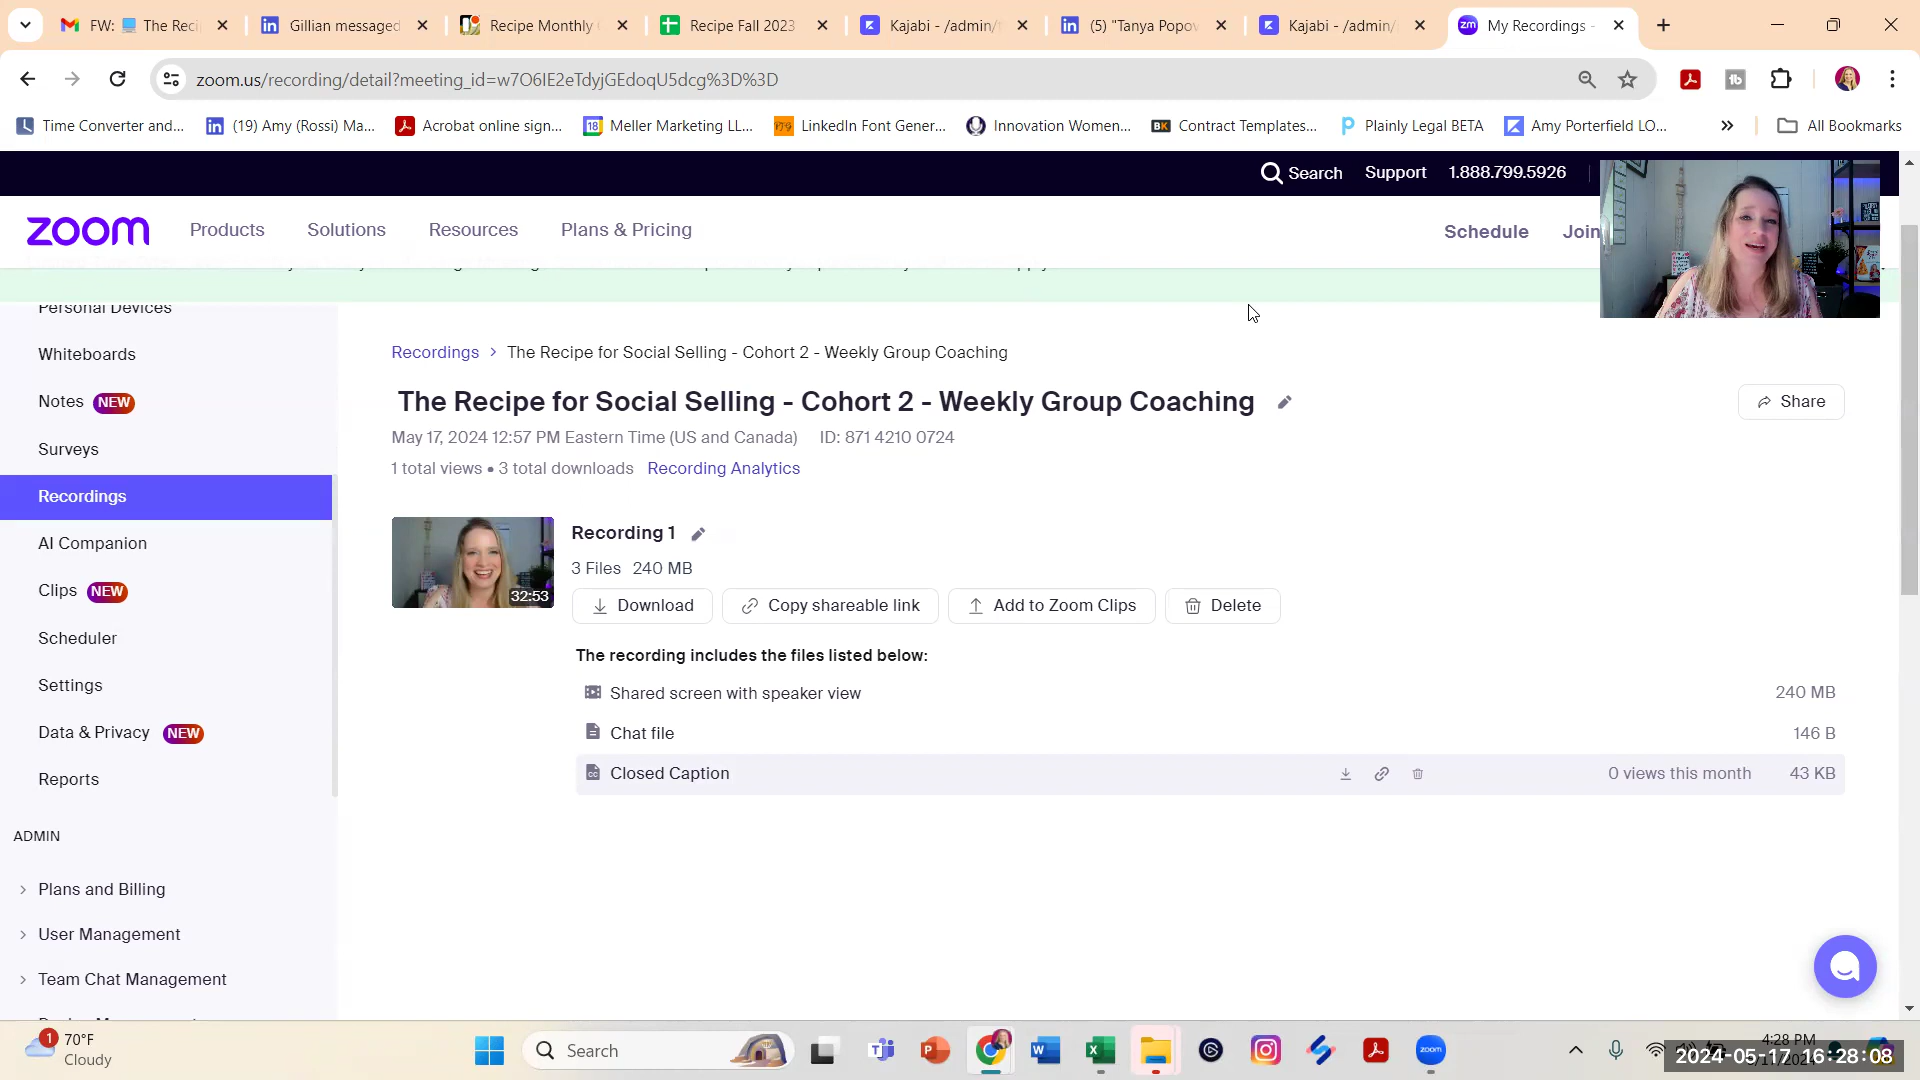 FW: The Reci
Gillian messaged
Recipe Monthly
Recipe Fall 2023
Kajabi - /admin/
(5) "Tanya Popov
Kajabi - /admin/
My Recordings -
zoom.us/recording/detail?meeting_id=w7O6IE2eTdyjGEdoqU5dcg%3D%3D
Time Converter and...
(19) Amy (Rossi) Ma...
Acrobat online sign...
Meller Marketing LL...
LinkedIn Font Gener...
Innovation Women...
Contract Templates...
Plainly Legal BETA
Amy Porterfield LO...
All Bookmarks
Search
Support
1.888.799.5926
zoom
Products
Solutions
Resources
Plans & Pricing
Schedule
Join
Personal Devices
Whiteboards
Notes NEW
Surveys
Recordings
AI Companion
Clips NEW
Scheduler
Settings
Data & Privacy NEW
Reports
ADMIN
Plans and Billing
User Management
Team Chat Management
Recordings > The Recipe for Social Selling - Cohort 2 - Weekly Group Coaching
The Recipe for Social Selling - Cohort 2 - Weekly Group Coaching
Share
May 17, 2024 12:57 PM Eastern Time (US and Canada) ID: 871 4210 0724
1 total views • 3 total downloads Recording Analytics
32:53
Recording 1
3 Files 240 MB
Download
Copy shareable link
Add to Zoom Clips
Delete
The recording includes the files listed below:
Shared screen with speaker view 240 MB
Chat file 146 B
Closed Caption 0 views this month 43 KB
1
70°F
Cloudy
Search
zoom
4:28 PM
2024-05-17 16:28:08